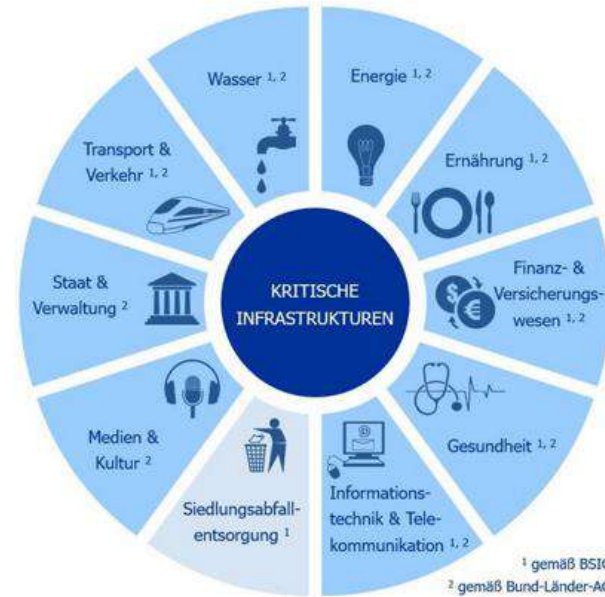 KRITISCHE
INFRASTRUKTUREN
Energie 1, 2
Ernährung 1, 2
Finanz- &
Versicherungs-
wesen 1, 2
Gesundheit 1, 2
Informations-
technik & Tele-
kommunikation 1, 2
Siedlungsabfall-
entsorgung 1
Medien &
Kultur 2
Staat &
Verwaltung 2
Transport &
Verkehr 1, 2
Wasser 1, 2
$
€
@
1 gemäß BSIG
2 gemäß Bund-Länder-AG